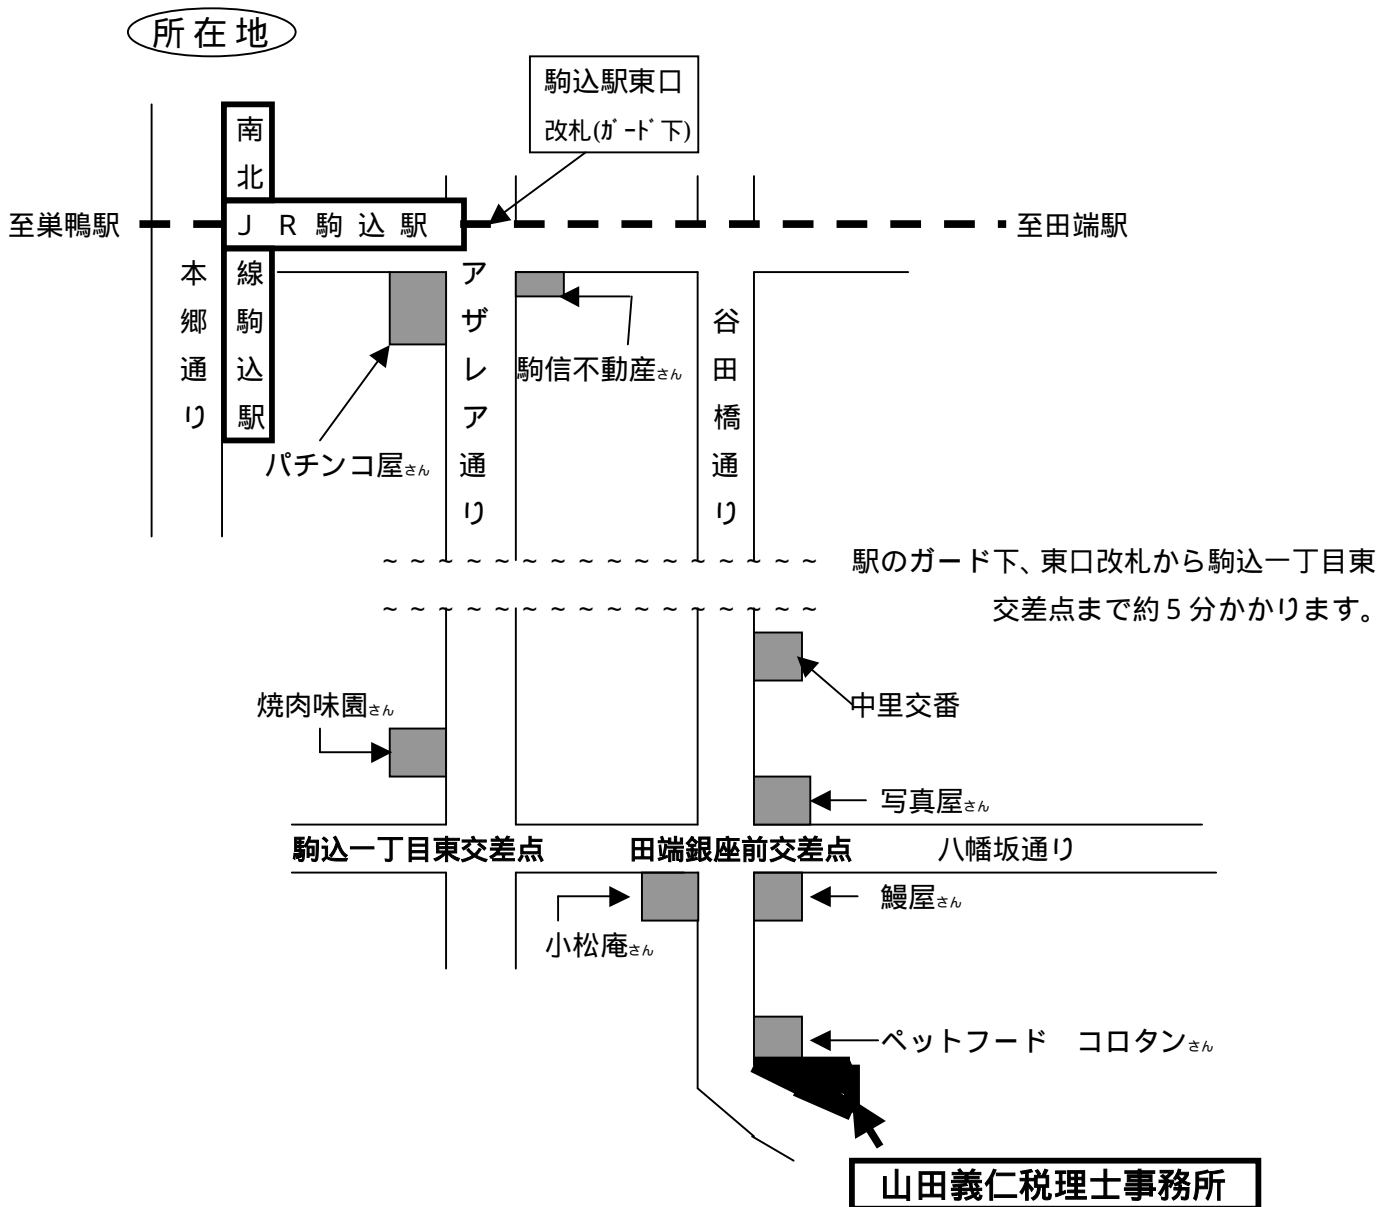 所在地
駒込駅東口
改札(ｶﾞｰﾄﾞ下)
南北
至巣鴨駅
ＪＲ駒込駅
至田端駅
本郷通り
線駒込駅
アザレア通り
谷田橋通り
駒信不動産さん
パチンコ屋さん
~ ~ ~ ~ ~ ~ ~ ~ ~ ~ ~ ~ ~ ~ ~ ~
駅のガード下、東口改札から駒込一丁目東
~ ~ ~ ~ ~ ~ ~ ~ ~ ~ ~ ~ ~ ~ ~ ~
交差点まで約５分かかります。
焼肉味園さん
中里交番
写真屋さん
駒込一丁目東交差点
田端銀座前交差点
八幡坂通り
鰻屋さん
小松庵さん
ペットフード　コロタンさん
山田義仁税理士事務所